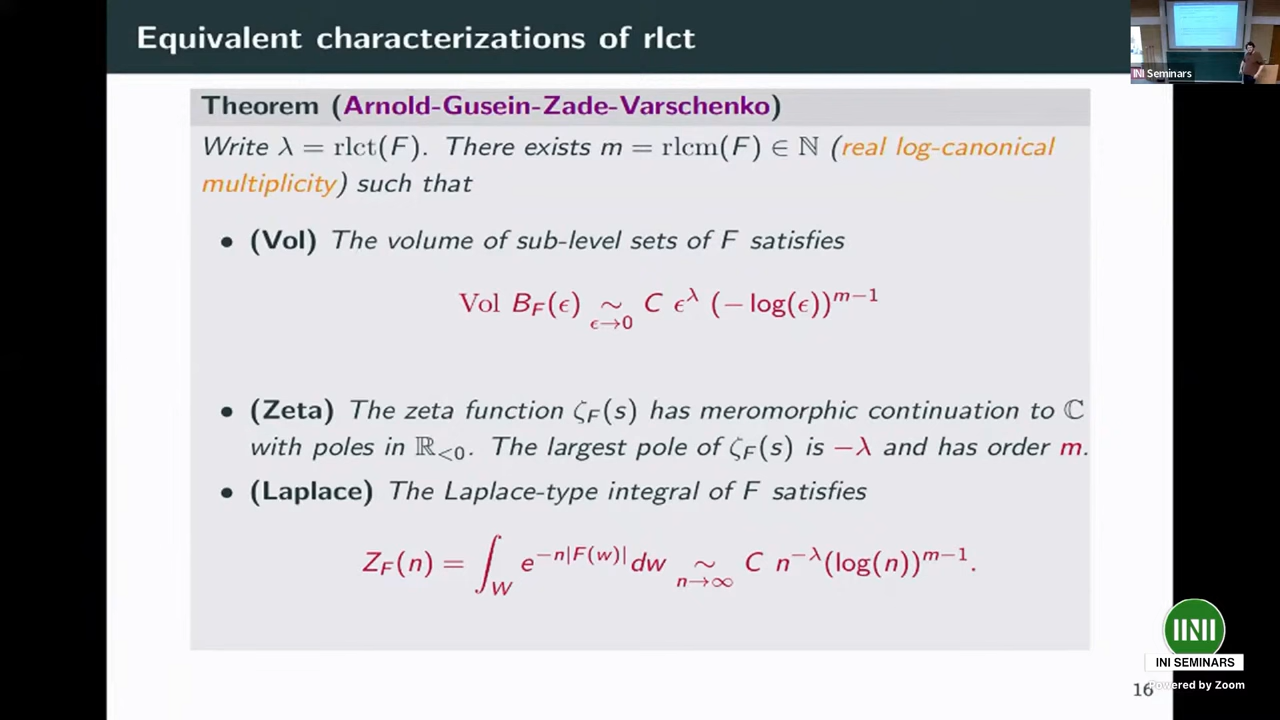 Equivalent characterizations of rlct
INI Seminars
Theorem (Arnold-Gusein-Zade-Varschenko)
Write λ = rlct(F). There exists m = rlcm(F) ∈ ℕ (real log-canonical
multiplicity) such that
• (Vol) The volume of sub-level sets of F satisfies
Vol B_F(ϵ) ∼_{ϵ→0} C ϵ^λ (− log(ϵ))^{m−1}
• (Zeta) The zeta function ζ_F(s) has meromorphic continuation to ℂ
with poles in ℝ_{<0}. The largest pole of ζ_F(s) is −λ and has order m.
• (Laplace) The Laplace-type integral of F satisfies
Z_F(n) = ∫_W e^{−n|F(w)|} dw ∼_{n→∞} C n^{−λ}(log(n))^{m−1}.
INI
INI SEMINARS
Powered by Zoom
16